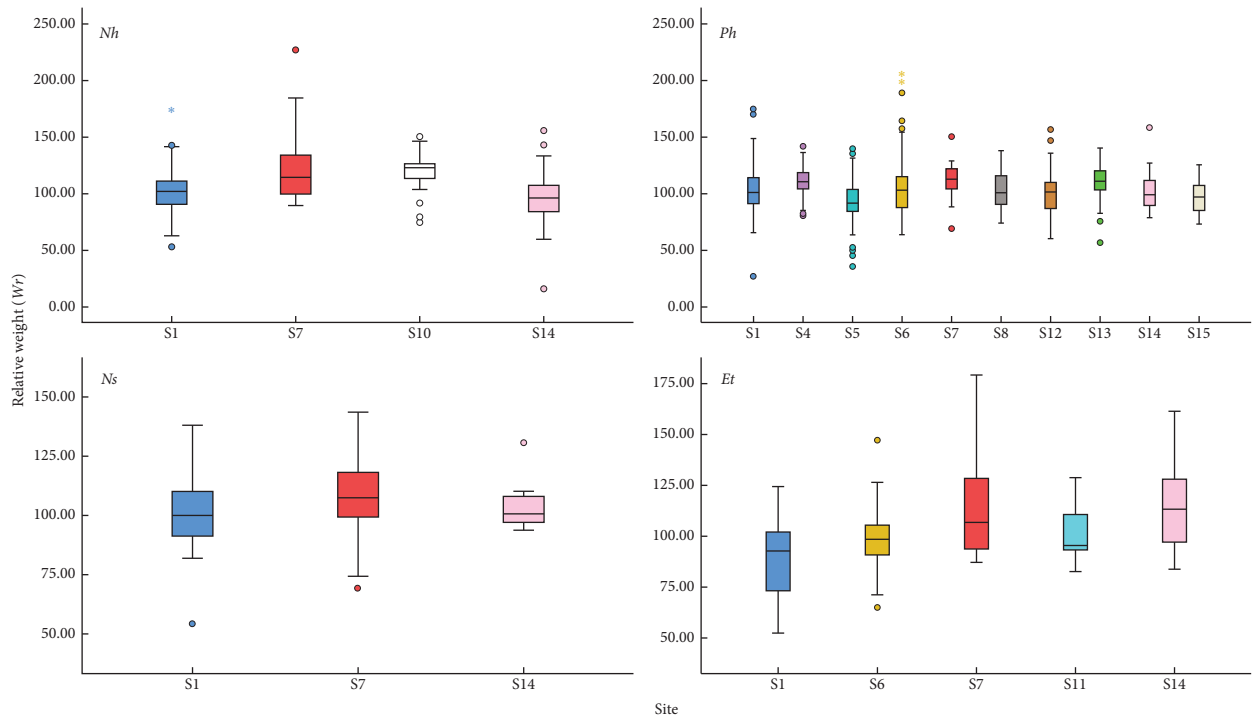 Relative weight (Wr)
Nh
250.00
200.00
150.00
100.00
50.00
0.00
S1 S7 S10 S14
Ph
250.00
200.00
150.00
100.00
50.00
0.00
S1 S4 S5 S6 S7 S8 S12 S13 S14 S15
Ns
150.00
125.00
100.00
75.00
50.00
S1 S7 S14
Et
175.00
150.00
125.00
100.00
75.00
50.00
S1 S6 S7 S11 S14
Site